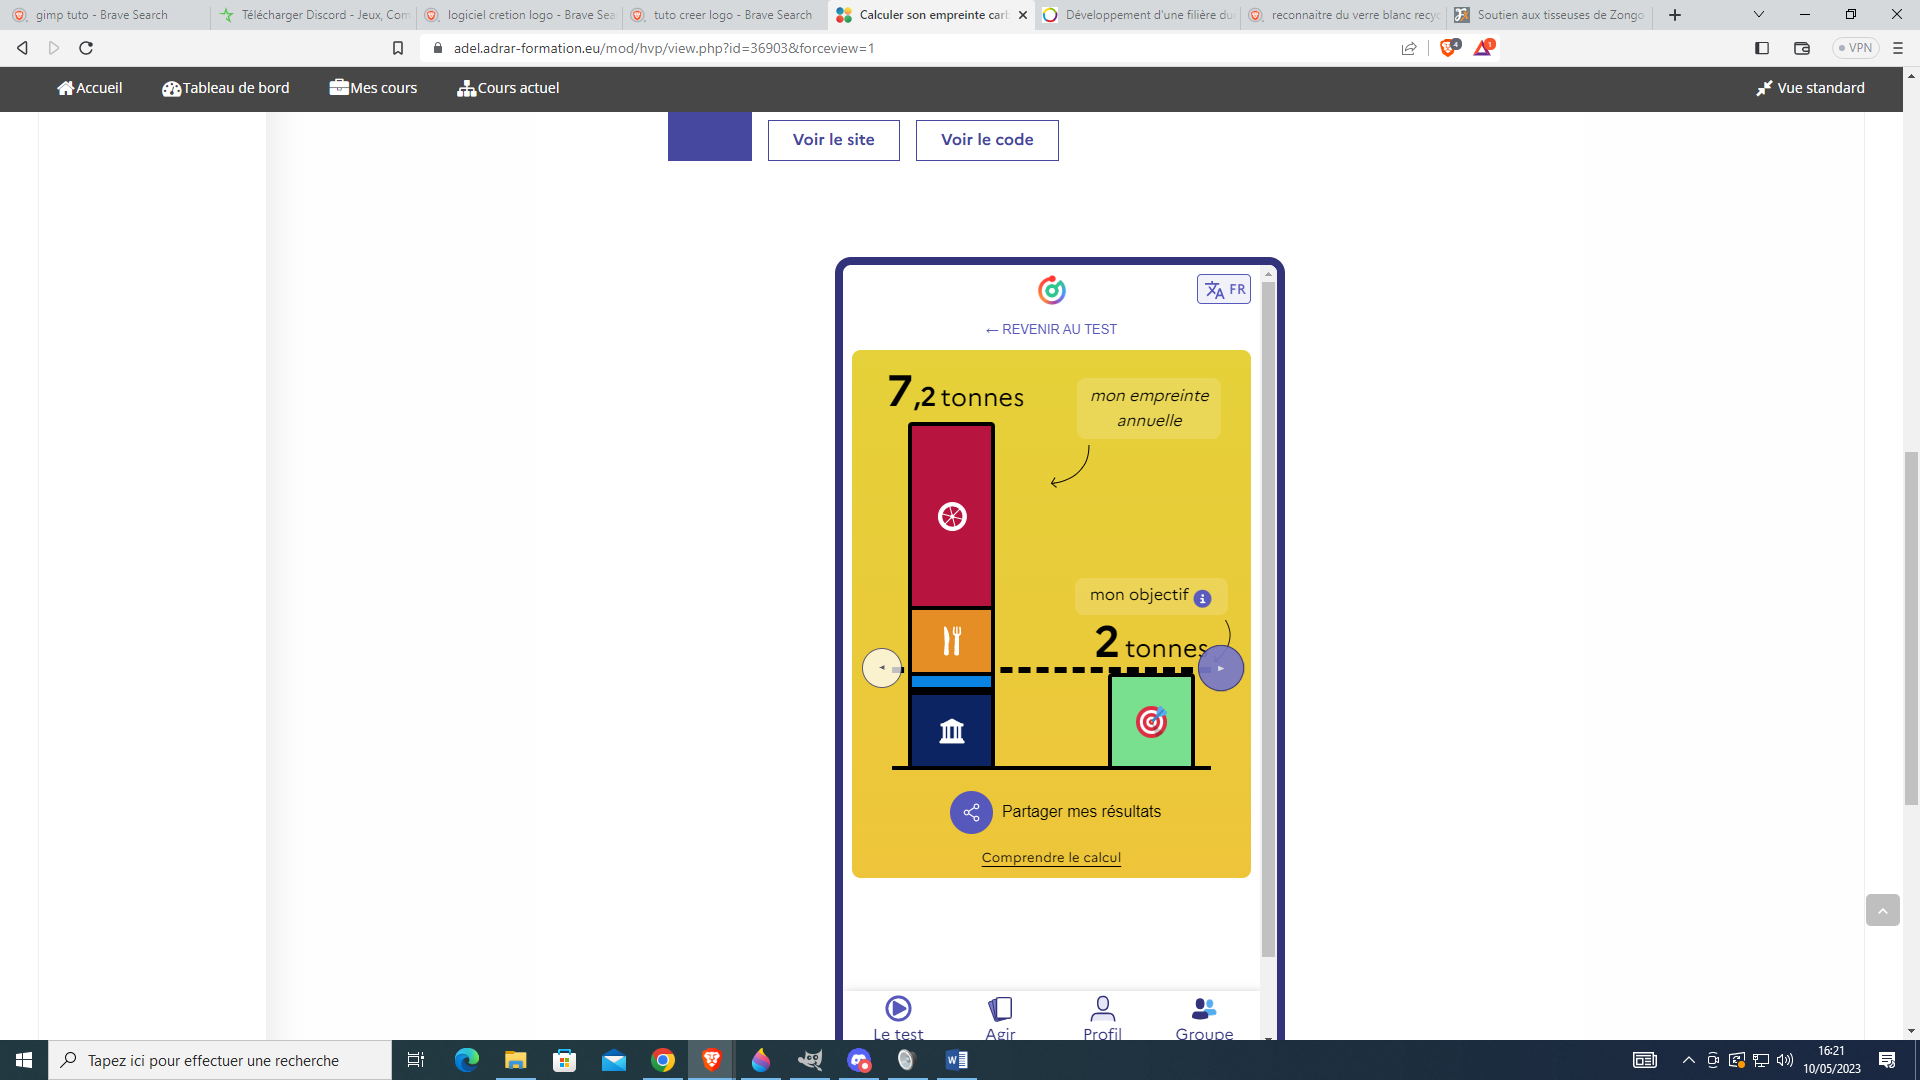 gimp tuto - Brave Search
Télécharger Discord - Jeux, Com
logiciel cretion logo - Brave Sea
tuto creer logo - Brave Search
Calculer son empreinte carb
Développement d'une filière du
reconnaitre du verre blanc recyc
Soutien aux tisseuses de Zongo
adel.adrar-formation.eu/mod/hvp/view.php?id=36903&forceview=1
4
1
VPN
Accueil
Tableau de bord
Mes cours
Cours actuel
Vue standard
Voir le site
Voir le code
FR
← REVENIR AU TEST
7,2 tonnes
mon empreinte
annuelle
mon objectif
2 tonnes
Partager mes résultats
Comprendre le calcul
Le test
Agir
Profil
Groupe
Tapez ici pour effectuer une recherche
16:21
10/05/2023